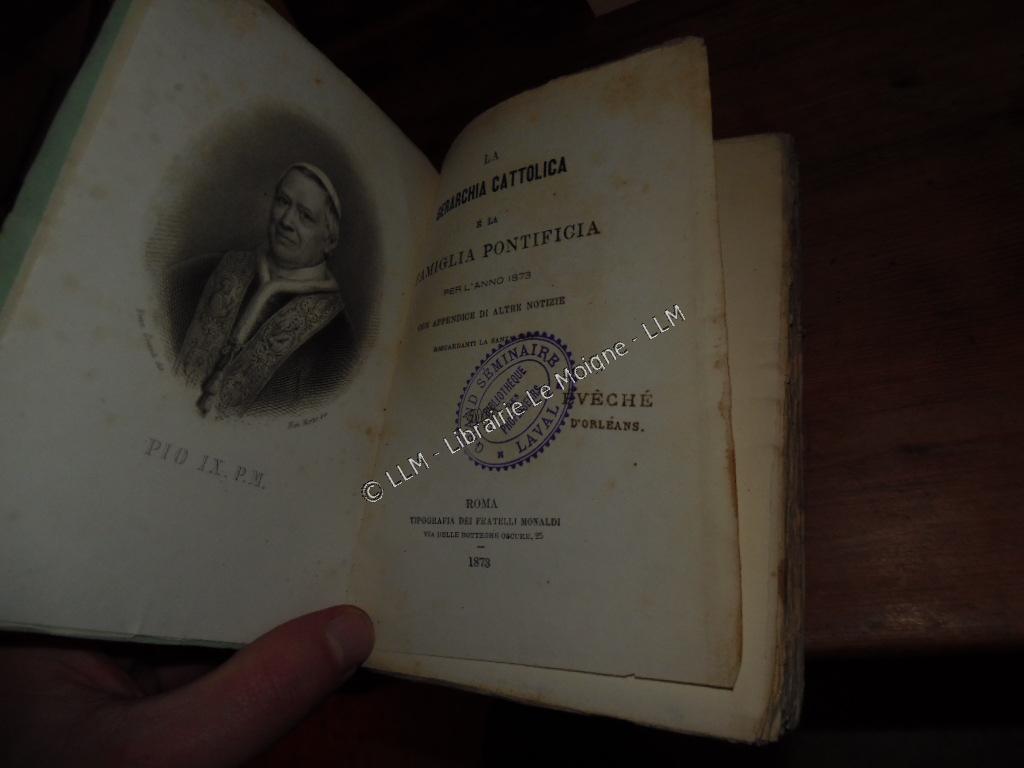 PIO IX. P.M.
LA
GERARCHIA CATTOLICA
E LA
FAMIGLIA PONTIFICIA
PER L'ANNO 1873
CON APPENDICE DI ALTRE NOTIZIE
RIGUARDANTI LA
GRAND SÉMINAIRE
LAVAL
BIBLIOTHÈQUE
DES
ÉVÊCHÉ
D'ORLÉANS.
ROMA
TIPOGRAFIA DEI FRATELLI MONALDI
VIA DELLE BOTTEGHE OSCURE, 25
1873
© LLM - Librairie Le Moigne - LLM